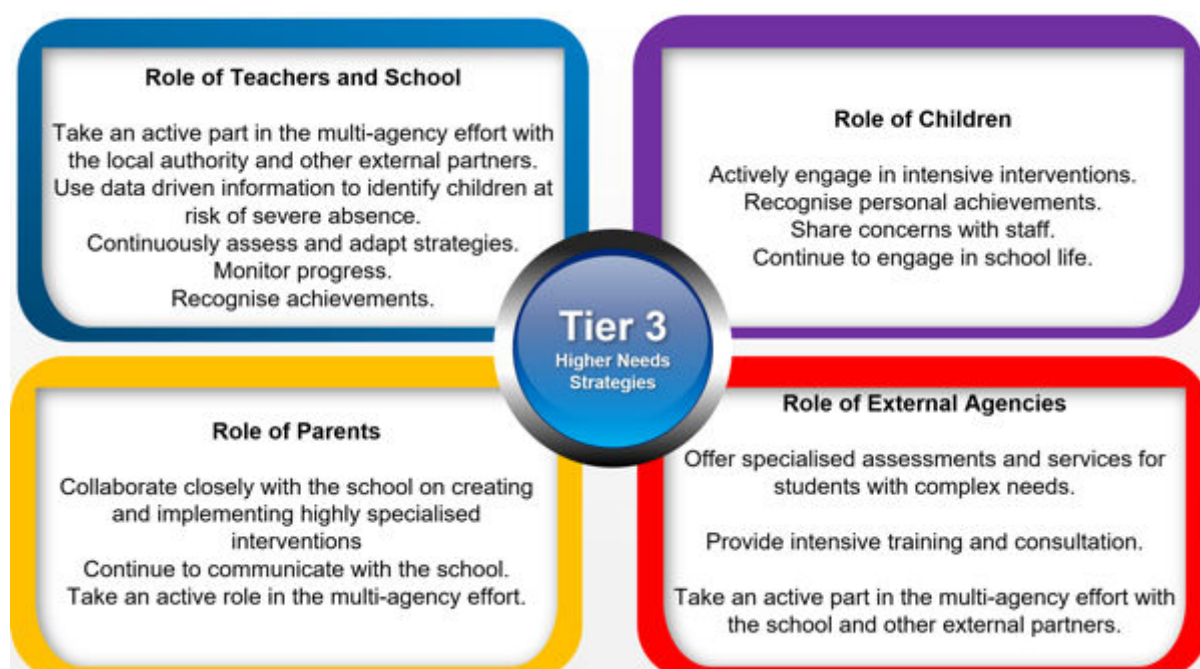 Role of Teachers and School
Take an active part in the multi-agency effort with
the local authority and other external partners.
Use data driven information to identify children at
risk of severe absence.
Continuously assess and adapt strategies.
Monitor progress.
Recognise achievements.
Role of Children
Actively engage in intensive interventions.
Recognise personal achievements.
Share concerns with staff.
Continue to engage in school life.
Tier 3
Higher Needs
Strategies
Role of Parents
Collaborate closely with the school on creating
and implementing highly specialised
interventions
Continue to communicate with the school.
Take an active role in the multi-agency effort.
Role of External Agencies
Offer specialised assessments and services for
students with complex needs.
Provide intensive training and consultation.
Take an active part in the multi-agency effort with
the school and other external partners.